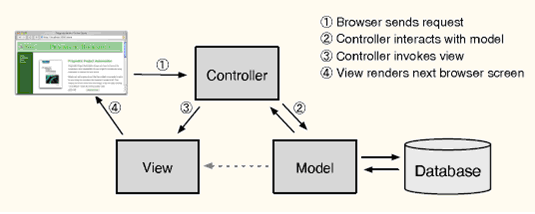 ① Browser sends request
② Controller interacts with model
③ Controller invokes view
④ View renders next browser screen
①
Controller
④
③
②
View
Model
Database